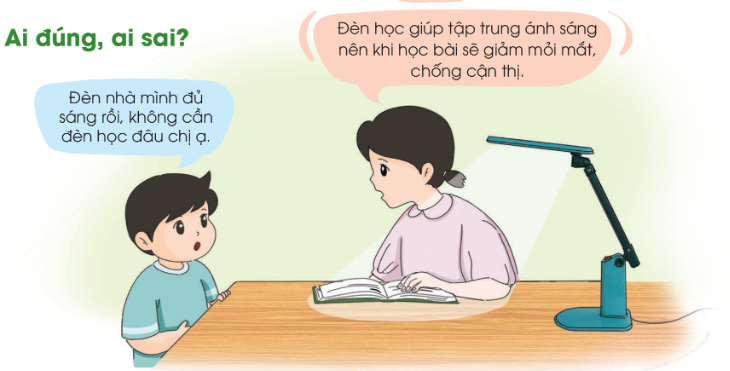 Ai đúng, ai sai?
Đèn học giúp tập trung ánh sáng
nên khi học bài sẽ giảm mỏi mắt,
chống cận thị.
Đèn nhà mình đủ
sáng rồi, không cần
đèn học đâu chị ạ.